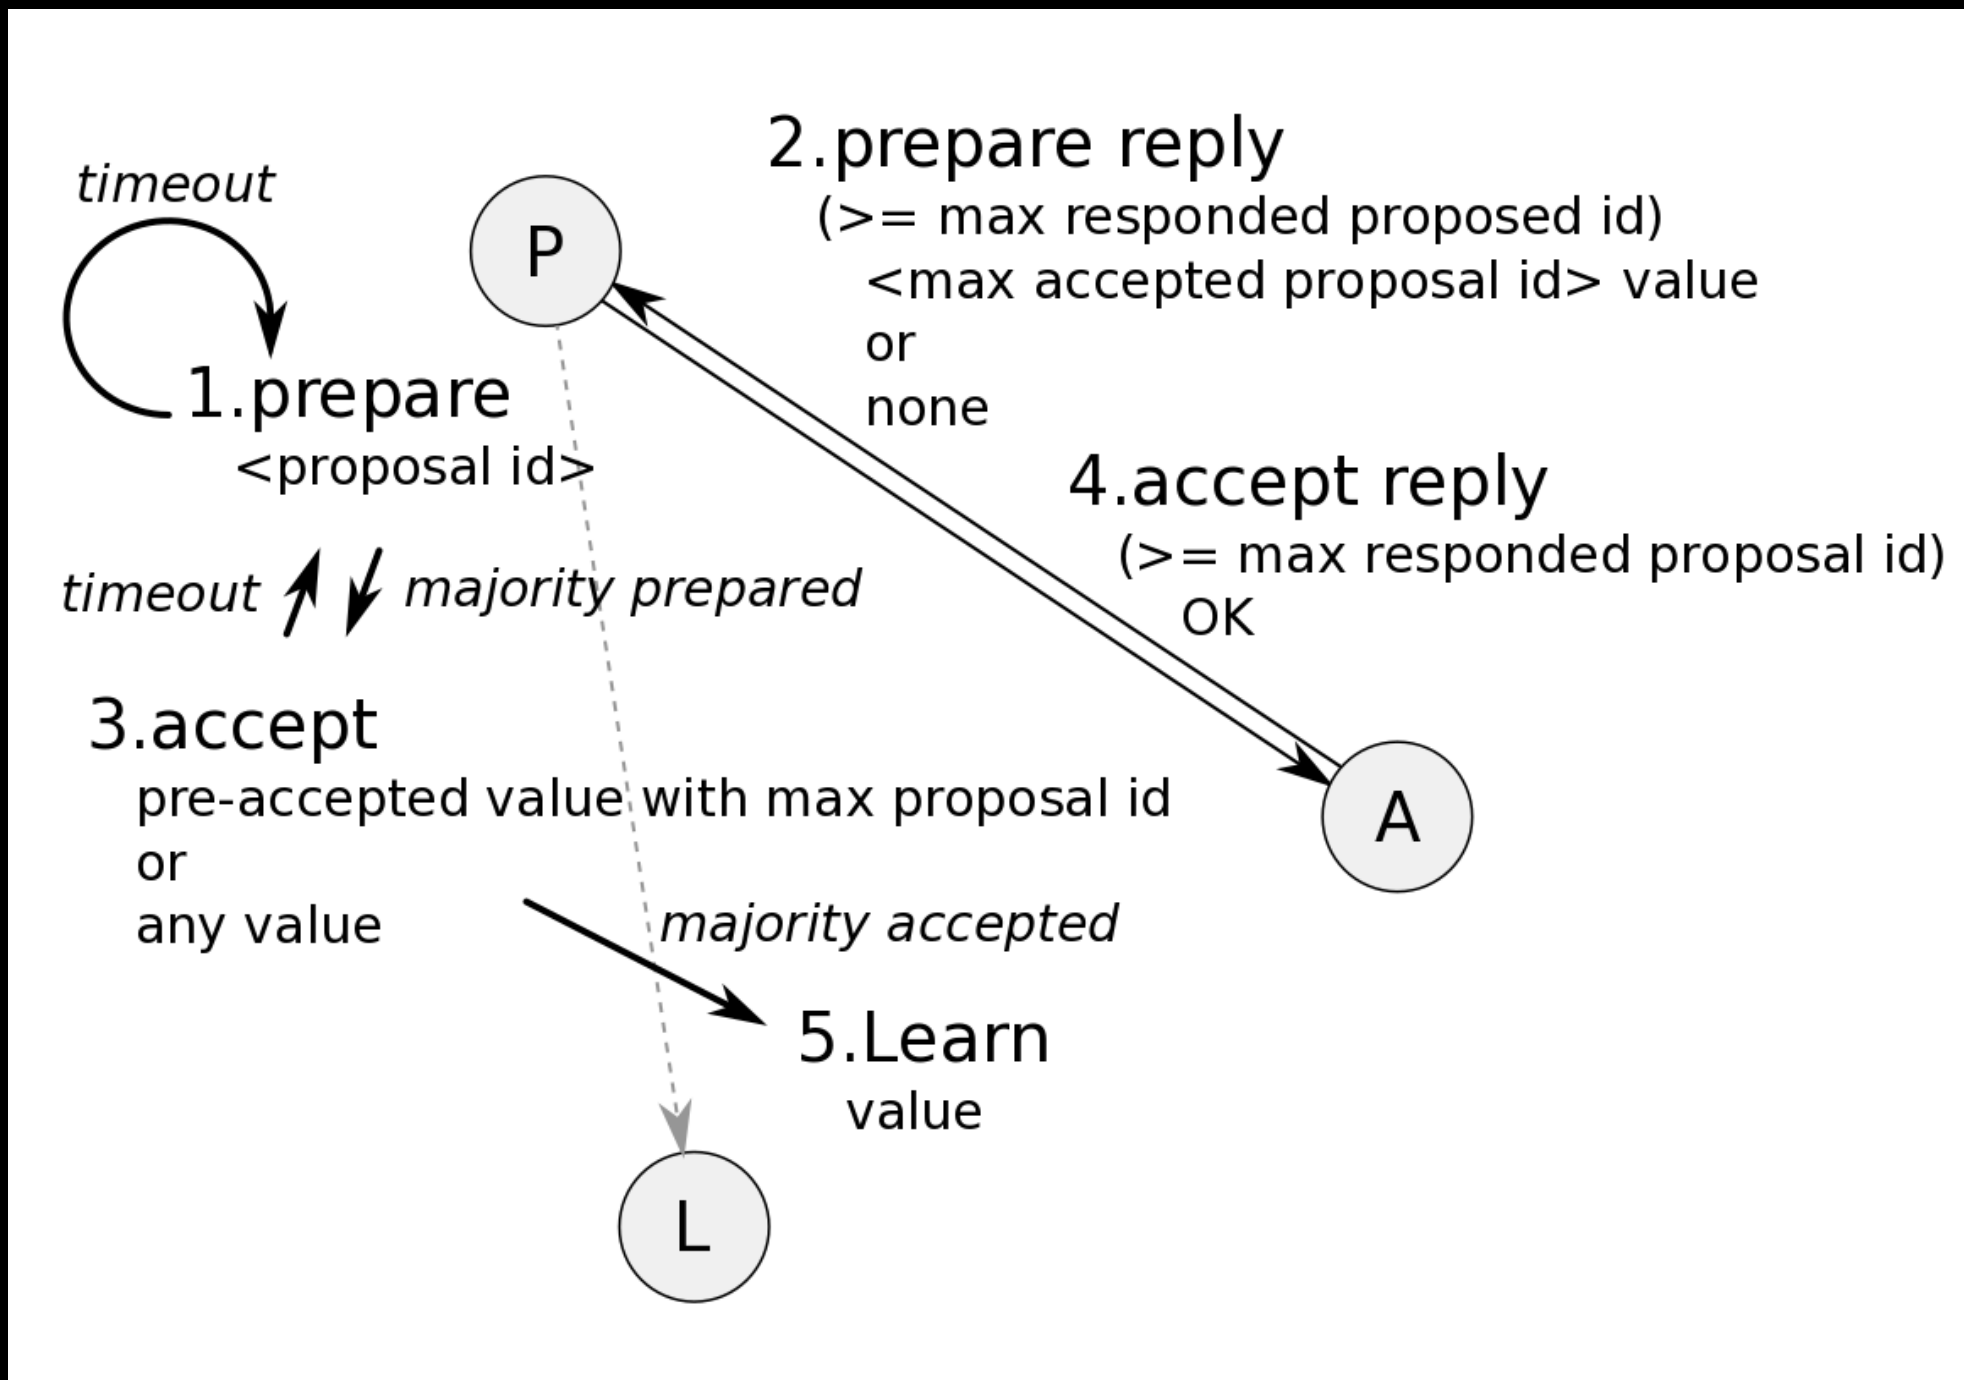 timeout
P
2.prepare reply
(>= max responded proposed id)
<max accepted proposal id> value
or
none
1.prepare
<proposal id>
4.accept reply
(>= max responded proposal id)
OK
timeout
majority prepared
3.accept
pre-accepted value with max proposal id
or
any value
A
majority accepted
5.Learn
value
L